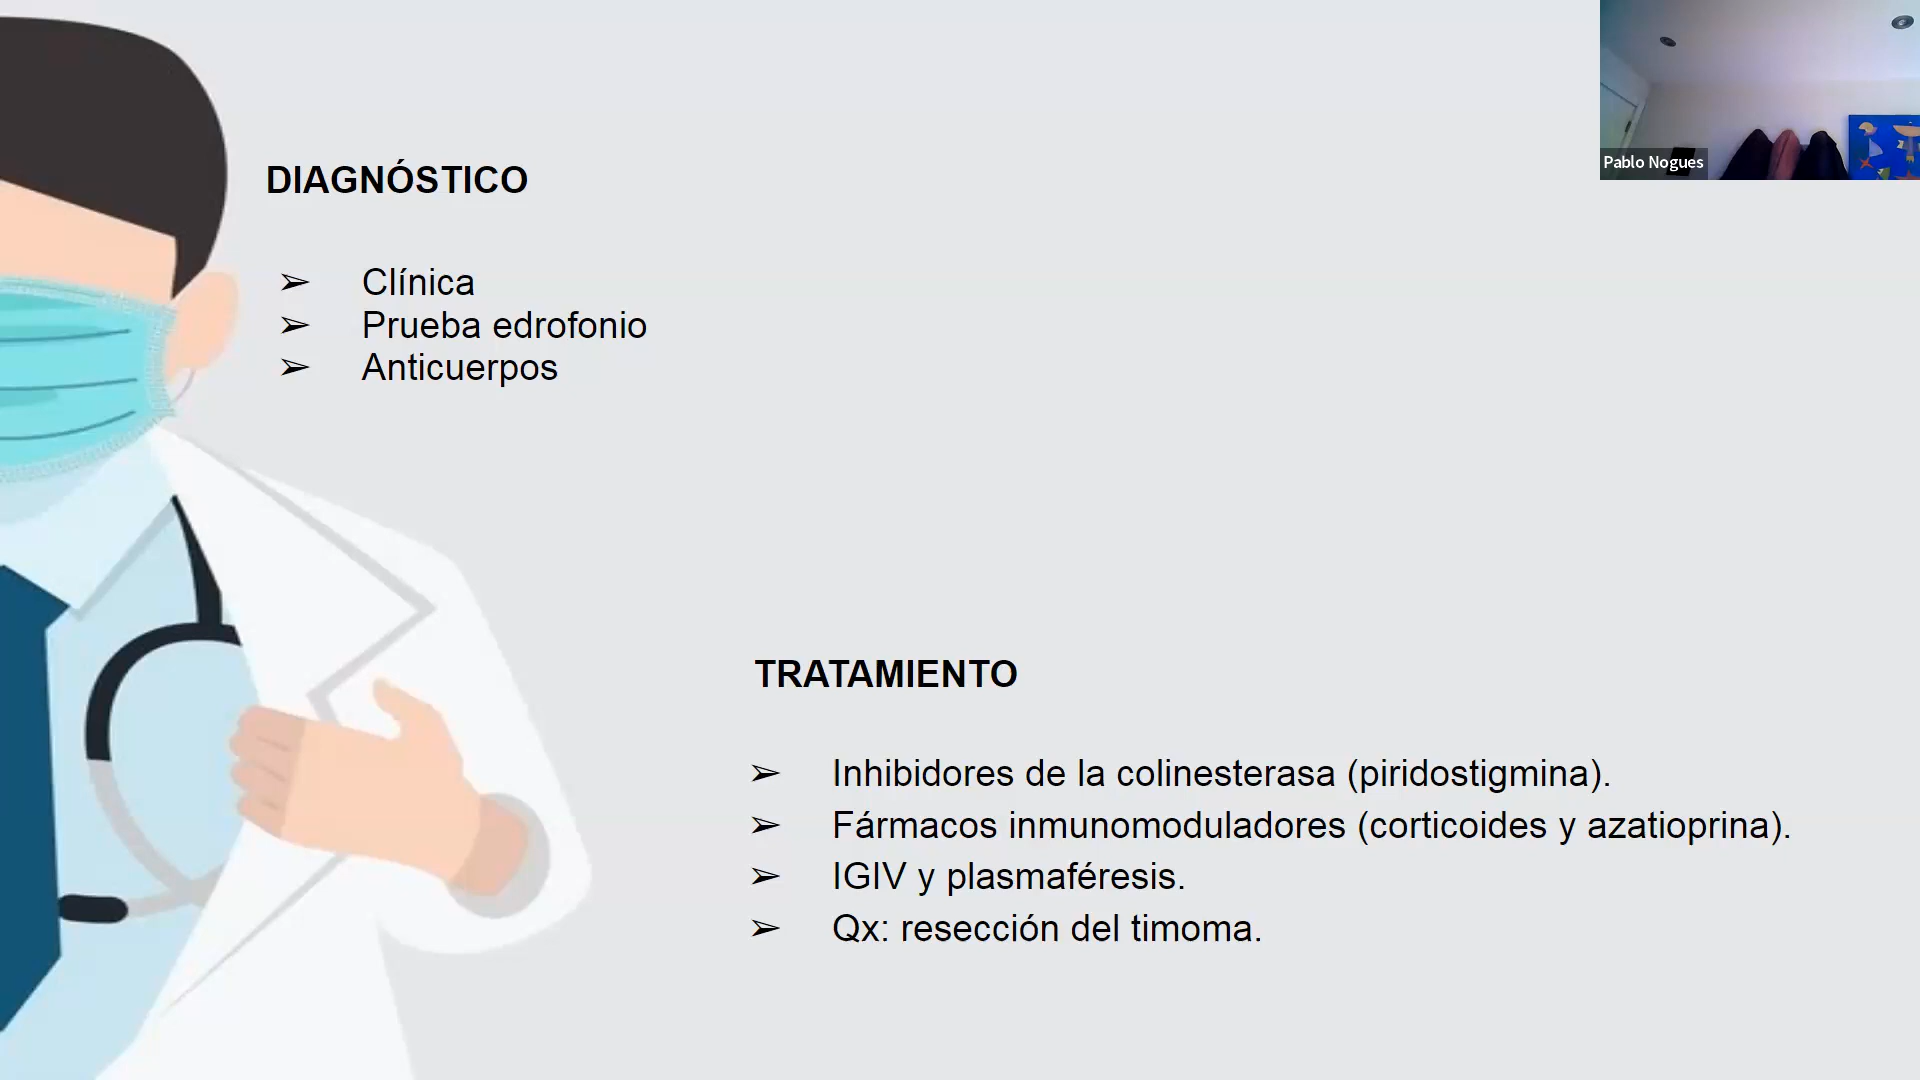 Pablo Nogues
DIAGNÓSTICO
➢ Clínica
➢ Prueba edrofonio
➢ Anticuerpos
TRATAMIENTO
➢ Inhibidores de la colinesterasa (piridostigmina).
➢ Fármacos inmunomoduladores (corticoides y azatioprina).
➢ IGIV y plasmaféresis.
➢ Qx: resección del timoma.